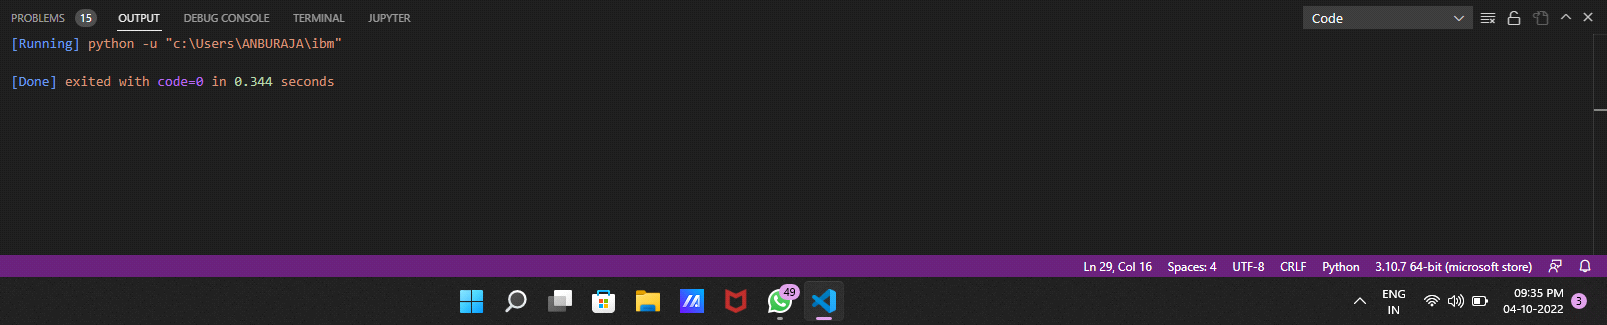 PROBLEMS 15 OUTPUT DEBUG CONSOLE TERMINAL JUPYTER Code
[Running] python -u "c:\Users\ANBURAJA\ibm"
[Done] exited with code=0 in 0.344 seconds
Ln 29, Col 16 Spaces: 4 UTF-8 CRLF Python 3.10.7 64-bit (microsoft store)
49
ENG 09:35 PM
IN 04-10-2022 3